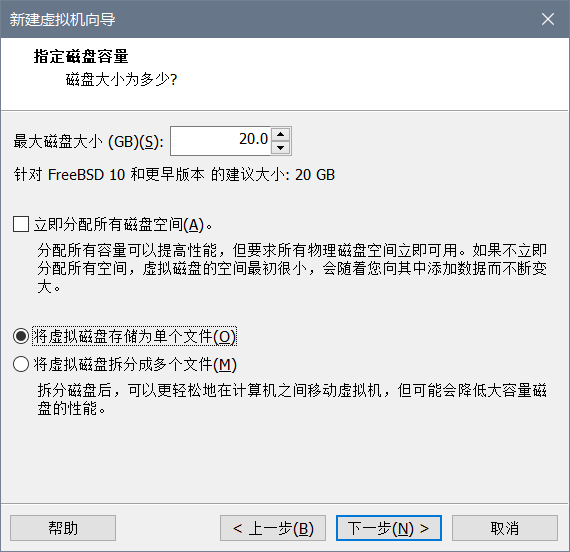 新建虚拟机向导
指定磁盘容量
磁盘大小为多少?
最大磁盘大小 (GB)(S): 20.0
针对 FreeBSD 10 和更早版本 的建议大小: 20 GB
立即分配所有磁盘空间(A)。
分配所有容量可以提高性能，但要求所有物理磁盘空间立即可用。如果不立即
分配所有空间，虚拟磁盘的空间最初很小，会随着您向其中添加数据而不断变
大。
将虚拟磁盘存储为单个文件(O)
将虚拟磁盘拆分成多个文件(M)
拆分磁盘后，可以更轻松地在计算机之间移动虚拟机，但可能会降低大容量磁
盘的性能。
帮助 < 上一步(B) 下一步(N) > 取消